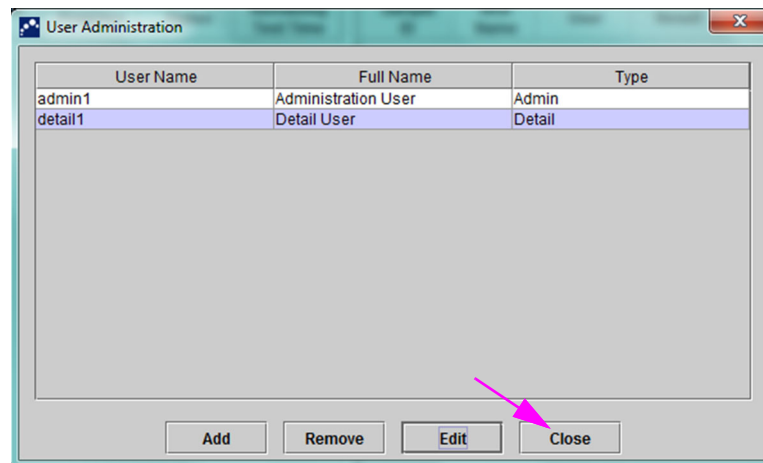 User Administration
User Name Full Name Type
admin1 Administration User Admin
detail1 Detail User Detail
Add Remove Edit Close